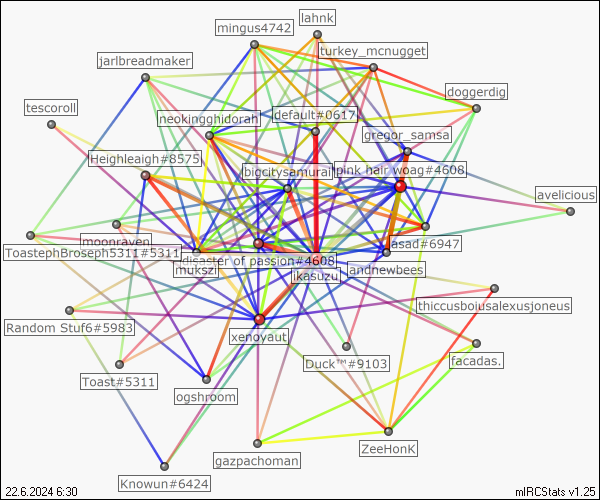 lahnk
mingus4742
turkey_mcnugget
jarlbreadmaker
doggerdig
tescoroll
neokingghidorah
default#0617
gregor_samsa
Heighleaigh#8575
bigcitysamurai
pink hair woag#4608
avelicious
moonraven
asad#6947
ToastephBroseph5311#5311
disaster of passion#4608
mukszi
ikasuzu
andnewbees
thiccusboiusalexusjoneus
Random Stuf6#5983
xenoyaut
Duck™#9103
facadas.
Toast#5311
ogshroom
ZeeHonK
gazpachoman
Knowun#6424
22.6.2024 6:30
mIRCStats v1.25